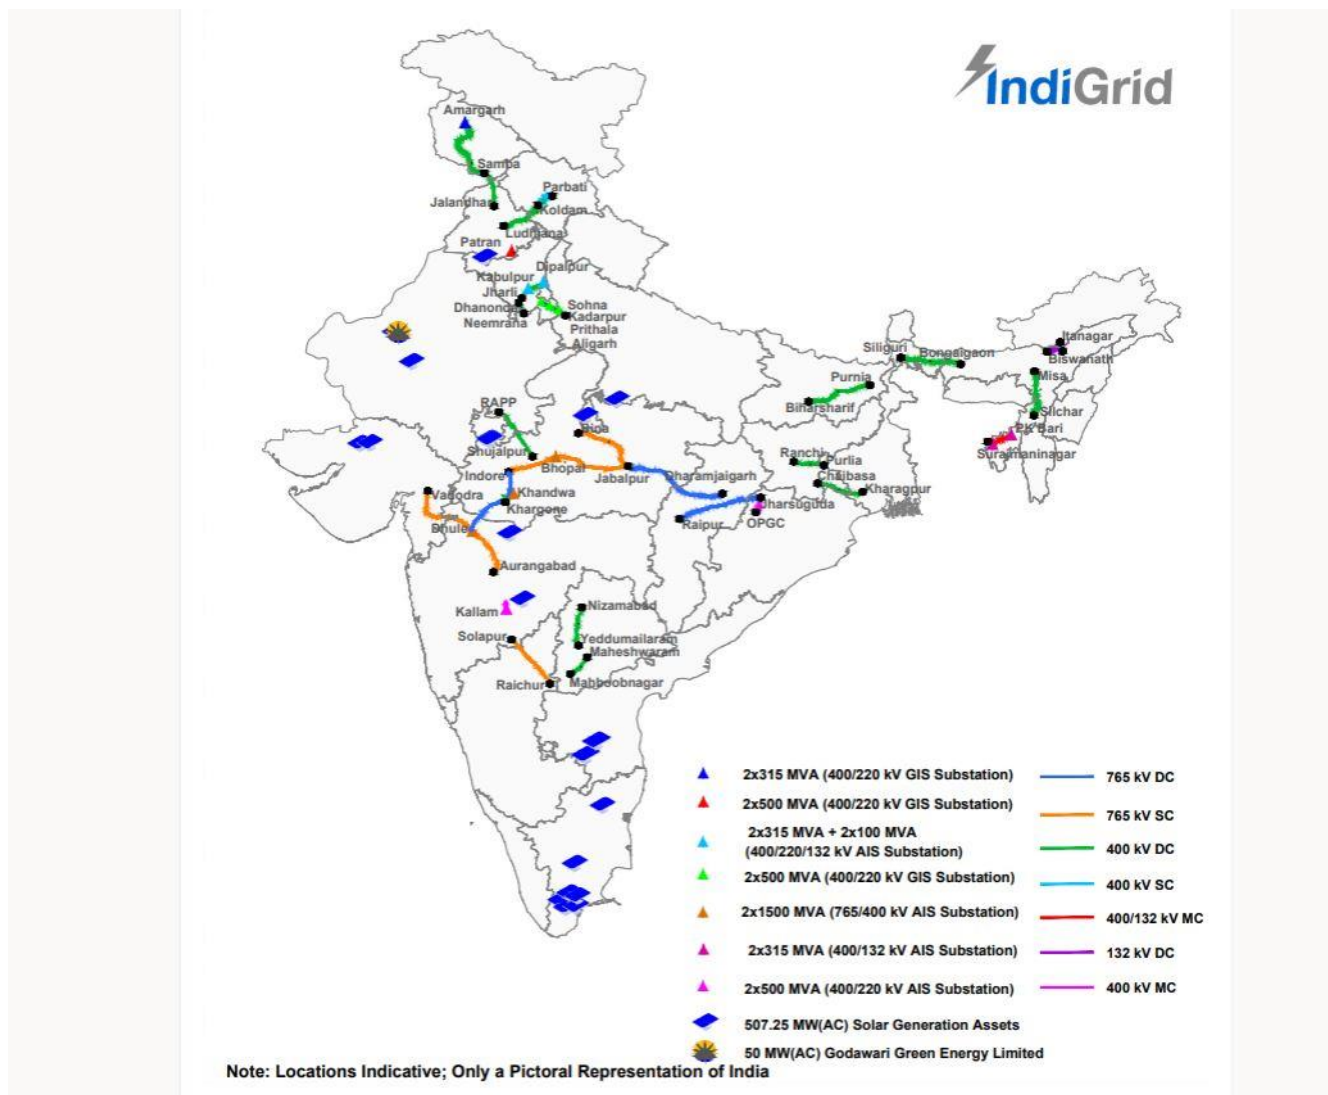 IndiGrid
Amargarh
Samba
Parbati
Jalandhar
Koldam
Ludhiana
Patran
Dipalpur
Kabulpur
Jharli
Dhanonda
Sohna
Neemrana
Kadarpur
Prithala
Aligarh
Itanagar
Siliguri
Bongaigaon
Biswanath
Misa
Purnia
RAPP
Biharsharif
Silchar
Bina
PK Bari
Shujalpur
Ranchi
Purlia
Surajmaninagar
Bhopal
Indore
Jabalpur
Dharamjaigarh
Chaibasa
Vadodra
Khandwa
Kharagpur
Khargone
Jharsuguda
Dhule
Raipur
OPGC
Aurangabad
Kallam
Nizamabad
Solapur
Yeddumailaram
Maheshwaram
Raichur
Mahboobnagar
2x315 MVA (400/220 kV GIS Substation)
765 kV DC
2x500 MVA (400/220 kV GIS Substation)
765 kV SC
2x315 MVA + 2x100 MVA
(400/220/132 kV AIS Substation)
400 kV DC
2x500 MVA (400/220 kV GIS Substation)
400 kV SC
2x1500 MVA (765/400 kV AIS Substation)
400/132 kV MC
2x315 MVA (400/132 kV AIS Substation)
132 kV DC
2x500 MVA (400/220 kV AIS Substation)
400 kV MC
507.25 MW(AC) Solar Generation Assets
50 MW(AC) Godawari Green Energy Limited
Note: Locations Indicative; Only a Pictoral Representation of India